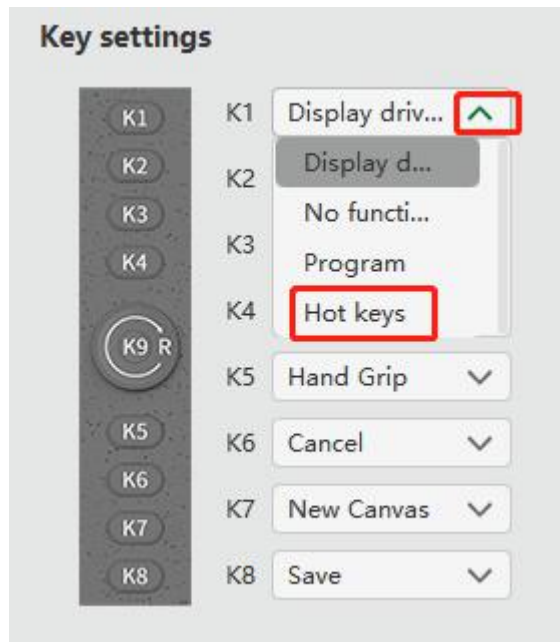 Key settings
K1
K2
K3
K4
K9 R
K5
K6
K7
K8
K1 Display driv...
Display d...
K2
No functi...
K3
Program
K4
Hot keys
K5 Hand Grip
K6 Cancel
K7 New Canvas
K8 Save